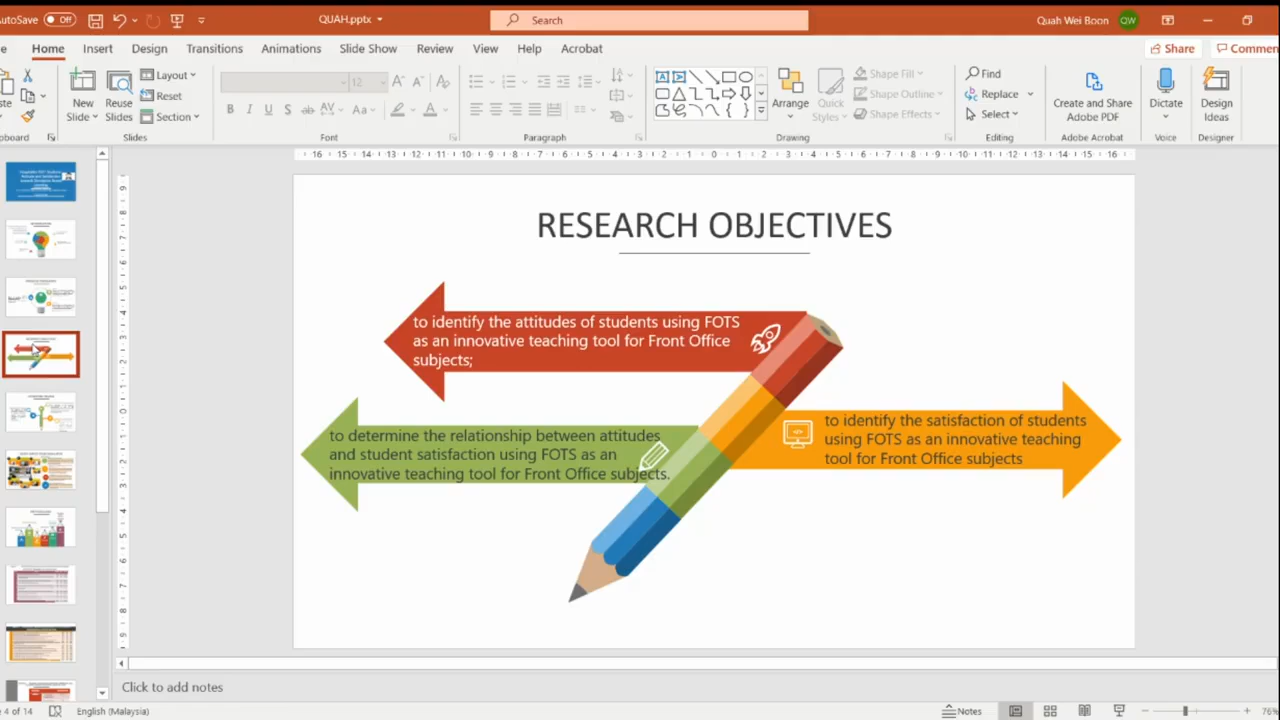 AutoSave Off
QUAH.pptx
Search
Quah Wei Boon
QW
Home Insert Design Transitions Animations Slide Show Review View Help Acrobat
Share
Commen
New
Slide
Reuse
Slides
Layout
Reset
Section
12
Arrange
Quick
Styles
Shape Fill
Shape Outline
Shape Effects
Find
Replace
Select
Create and Share
Adobe PDF
Dictate
Design
Ideas
Slides
Font
Paragraph
Drawing
Editing
Adobe Acrobat
Voice
Designer
RESEARCH OBJECTIVES
to identify the attitudes of students using FOTS
as an innovative teaching tool for Front Office
subjects;
to determine the relationship between attitudes
and student satisfaction using FOTS as an
innovative teaching tool for Front Office subjects.
to identify the satisfaction of students
using FOTS as an innovative teaching
tool for Front Office subjects
Click to add notes
4 of 14
English (Malaysia)
Notes
76%